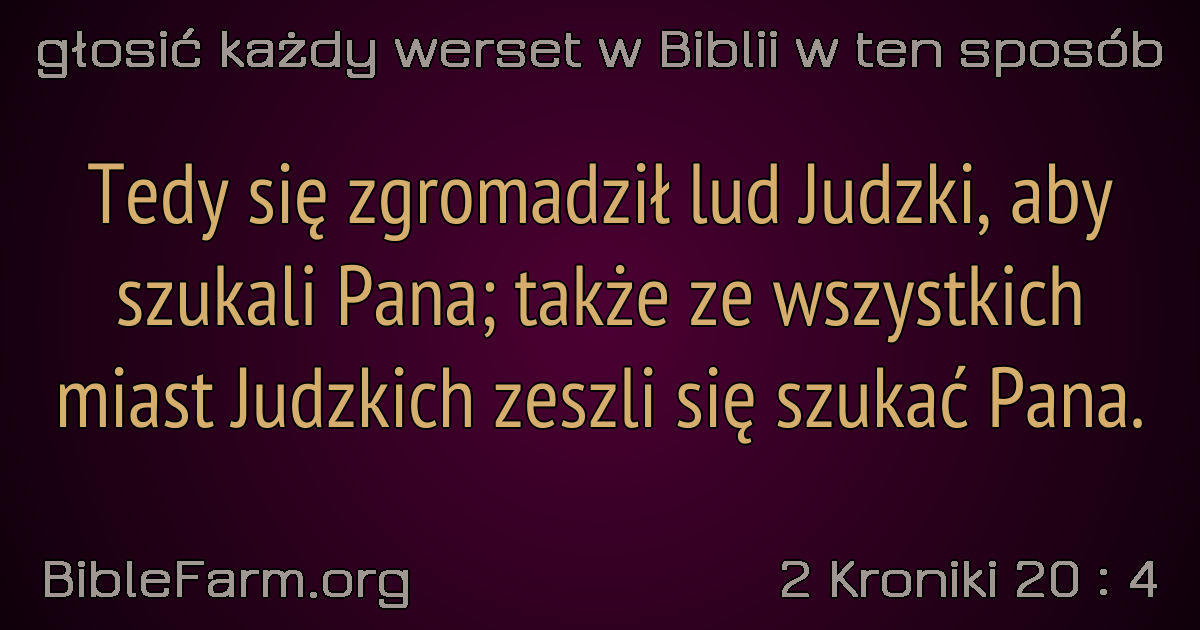 głosić każdy werset w Biblii w ten sposób
Tedy się zgromadził lud Judzki, aby
szukali Pana; także ze wszystkich
miast Judzkich zeszli się szukać Pana.
BibleFarm.org
2 Kroniki 20 : 4